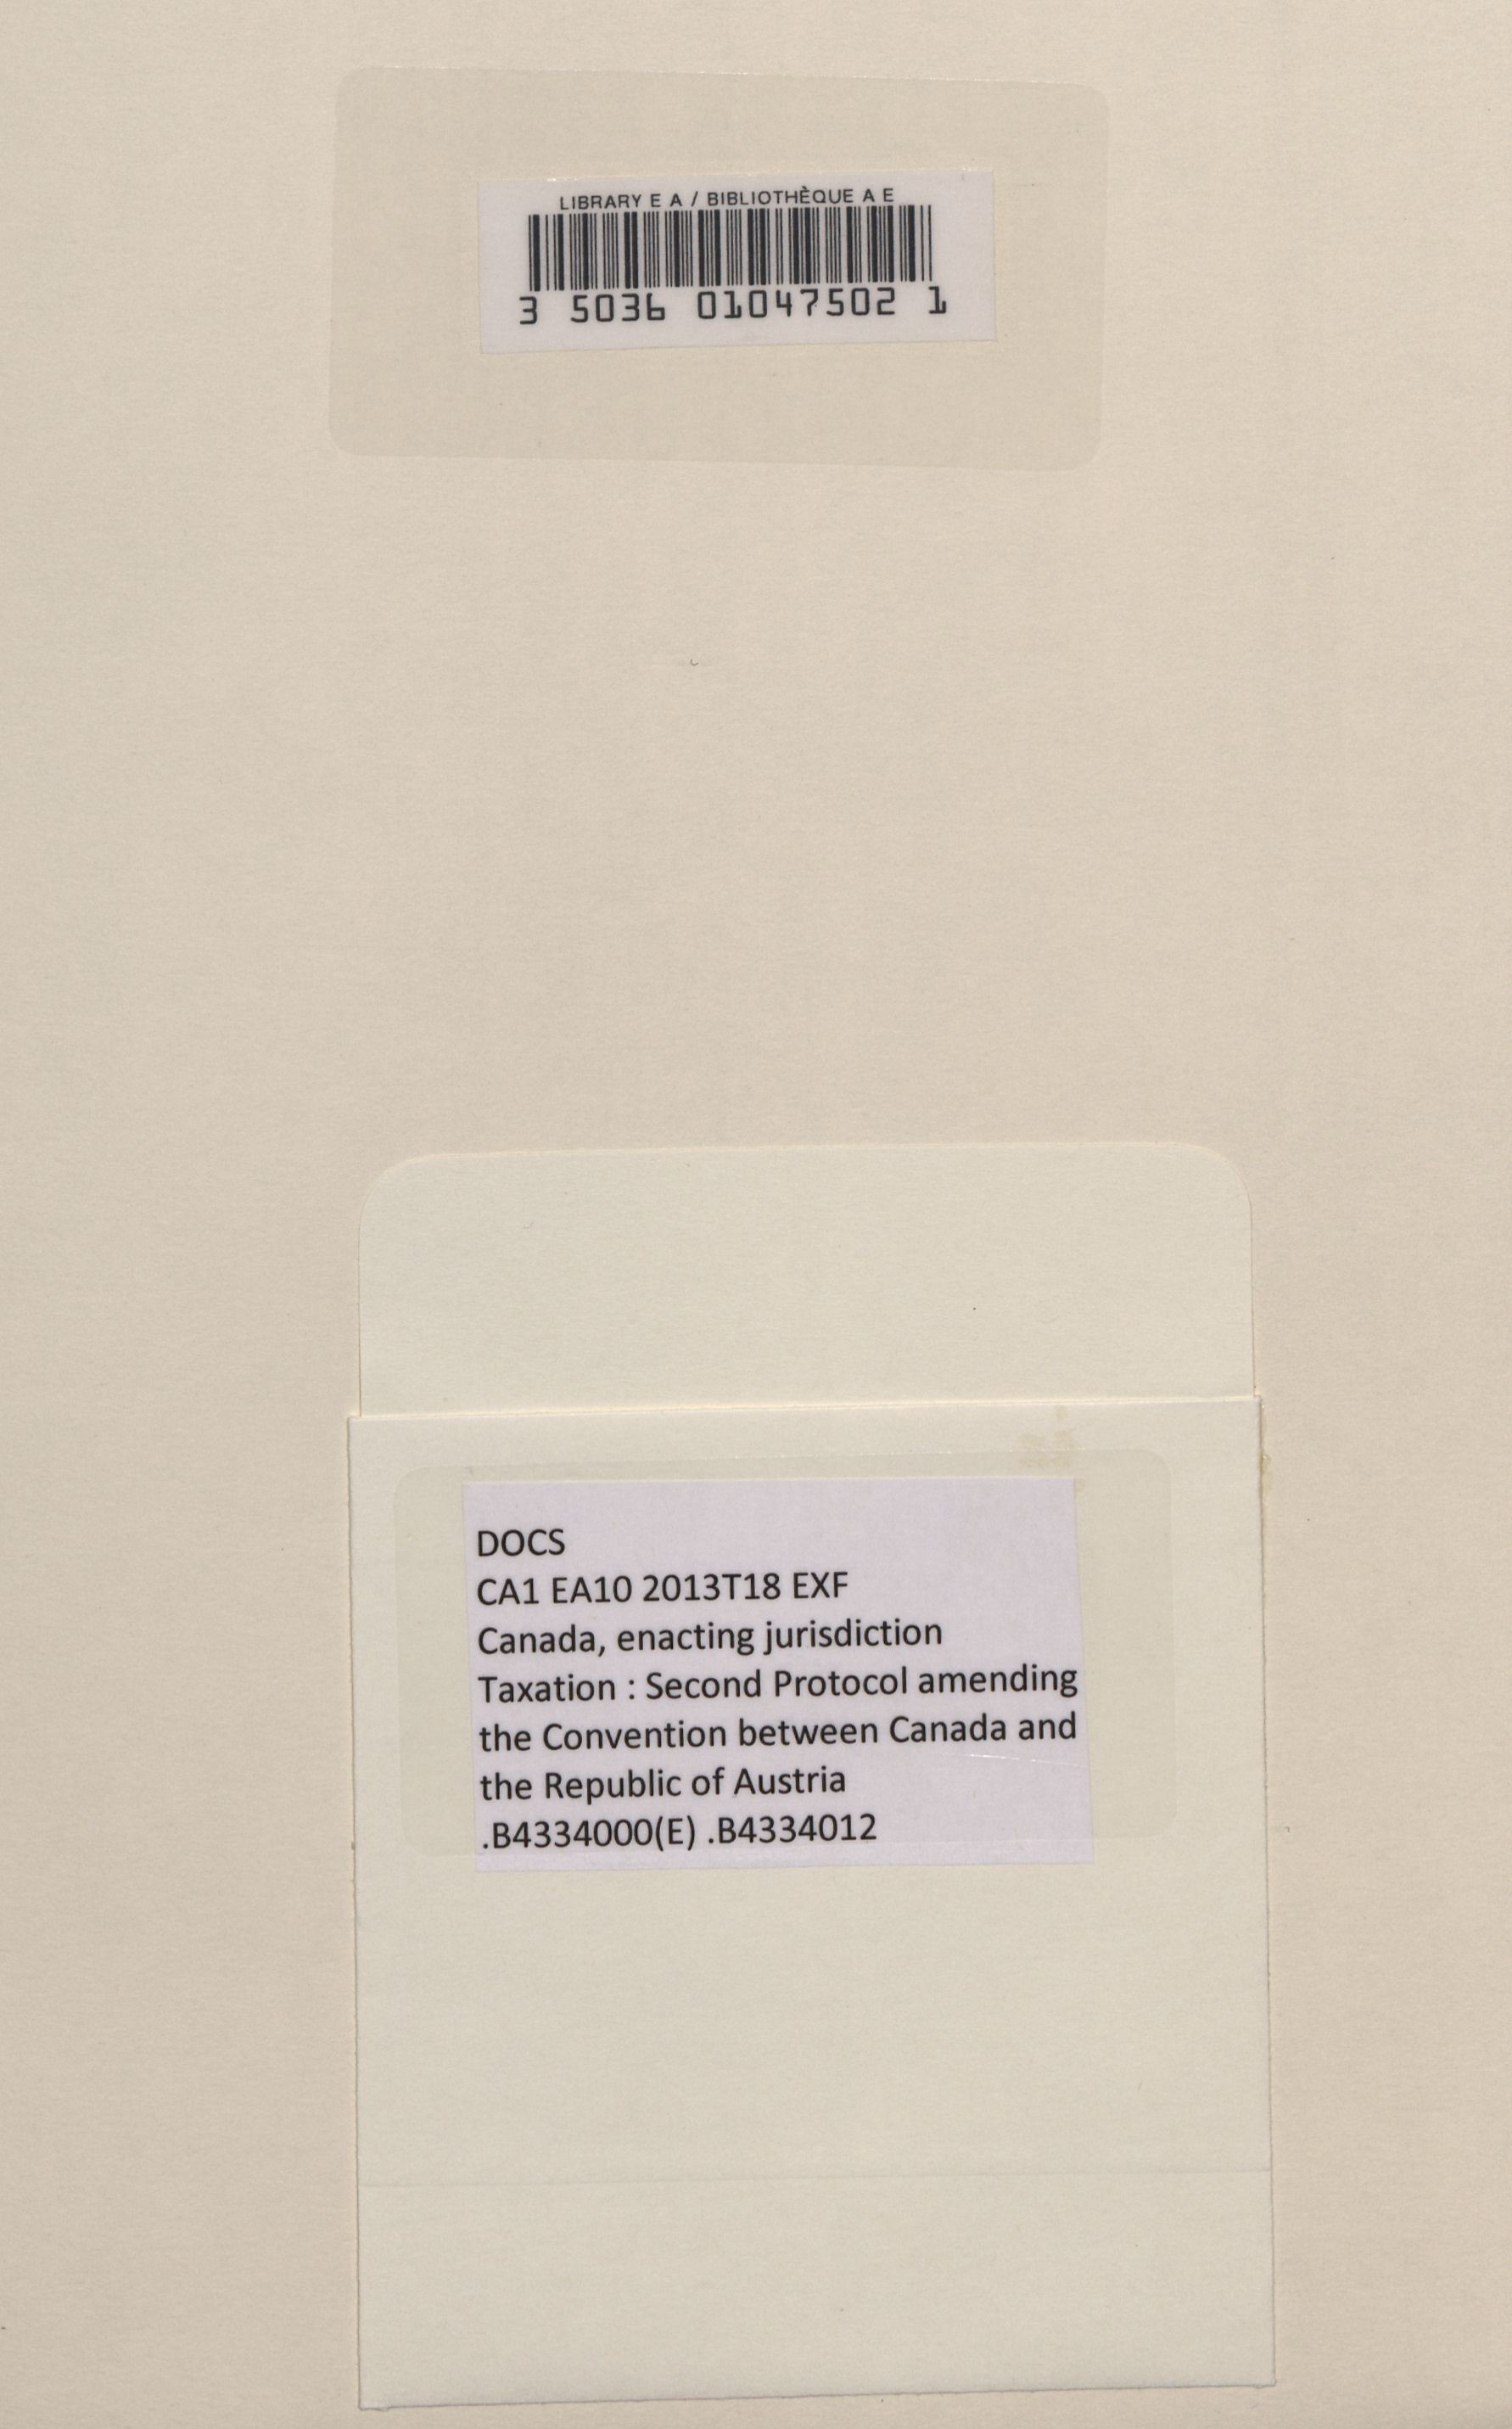 LIBRARY E A / BIBLIOTHÈQUE A E
3 5036 01047502 1
DOCS
CA1 EA10 2013T18 EXF
Canada, enacting jurisdiction
Taxation : Second Protocol amending
the Convention between Canada and
the Republic of Austria
.B4334000(E) .B4334012